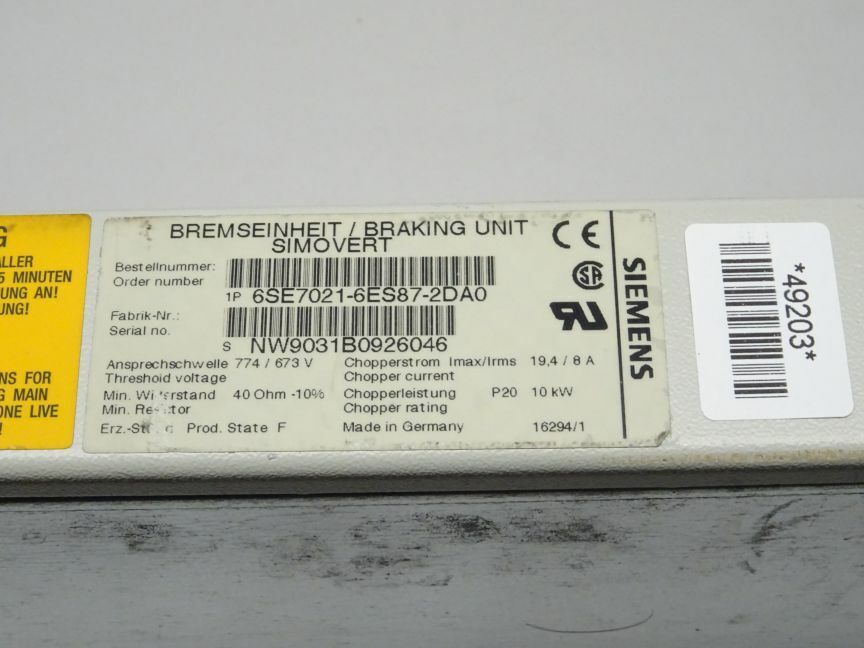 G
ALLER
5 MINUTEN
UNG AN!
UNG!
NS FOR
G MAIN
ONE LIVE
!
BREMSEINHEIT / BRAKING UNIT
SIMOVERT
Bestellnummer:
Order number
1P 6SE7021-6ES87-2DA0
Fabrik-Nr.:
Serial no.
S NW9031B0926046
Ansprechschwelle 774 / 673 V Chopperstrom Imax/Irms 19,4 / 8 A
Threshold voltage Chopper current
Min. Widerstand 40 Ohm -10% Chopperleistung P20 10 kW
Min. Resistor Chopper rating
Prod. State F Made in Germany 16294/1
CE
SA
SIEMENS
*49203*